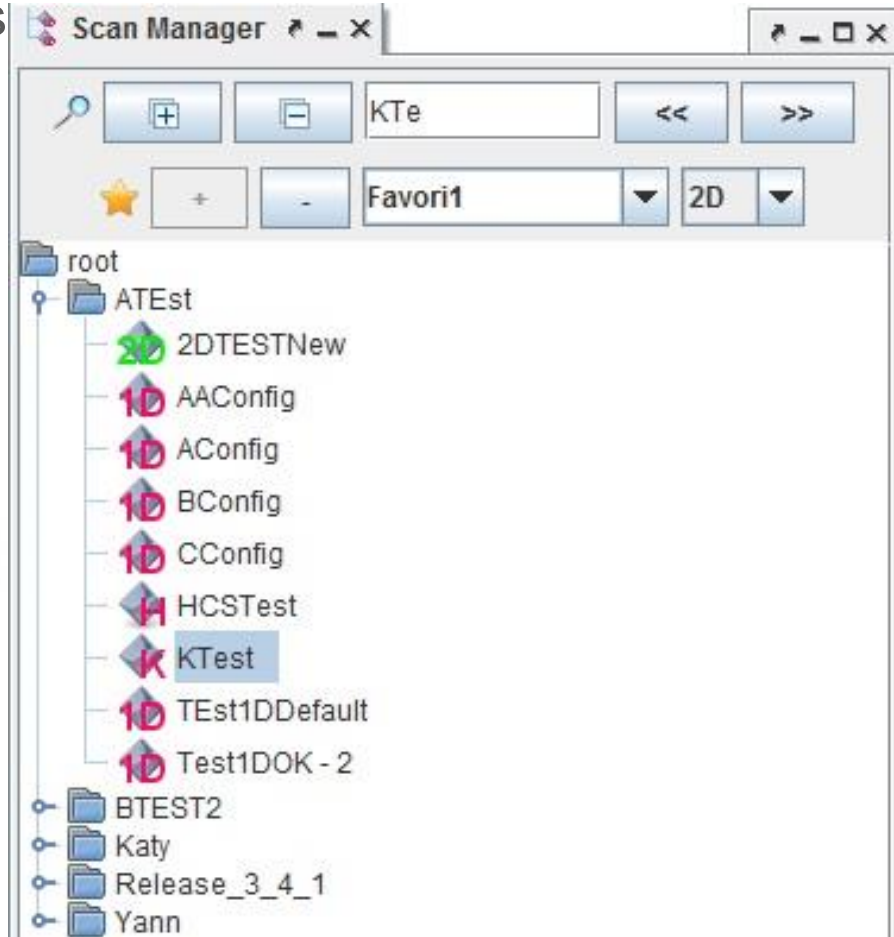 s
Scan Manager
KTe << >>
+ - Favori1 2D
root
ATEst
2D 2DTESTNew
1D AAConfig
1D AConfig
1D BConfig
1D CConfig
H HCSTest
K KTest
1D TEst1DDefault
1D Test1DOK - 2
BTEST2
Katy
Release_3_4_1
Yann